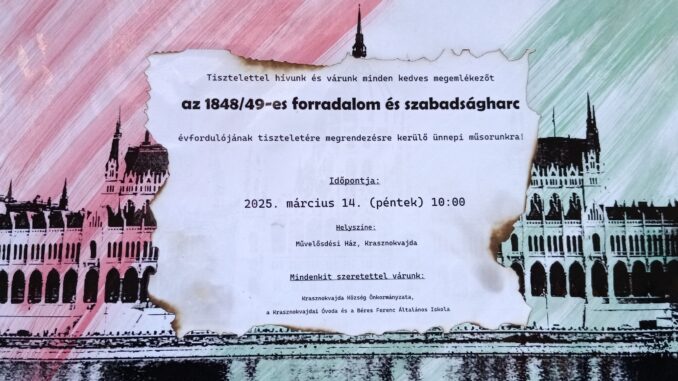 Tisztelettel hívunk és várunk minden kedves megemlékezőt
az 1848/49-es forradalom és szabadságharc
évfordulójának tiszteletére megrendezésre kerülő ünnepi műsorunkra!
Időpontja:
2025. március 14. (péntek) 10:00
Helyszíne:
Művelősdési Ház, Krasznokvajda
Mindenkit szeretettel várunk:
Krasznokvajda Község Önkormányzata,
a Krasznokvajdai Óvoda és a Béres Ferenc Általános Iskola